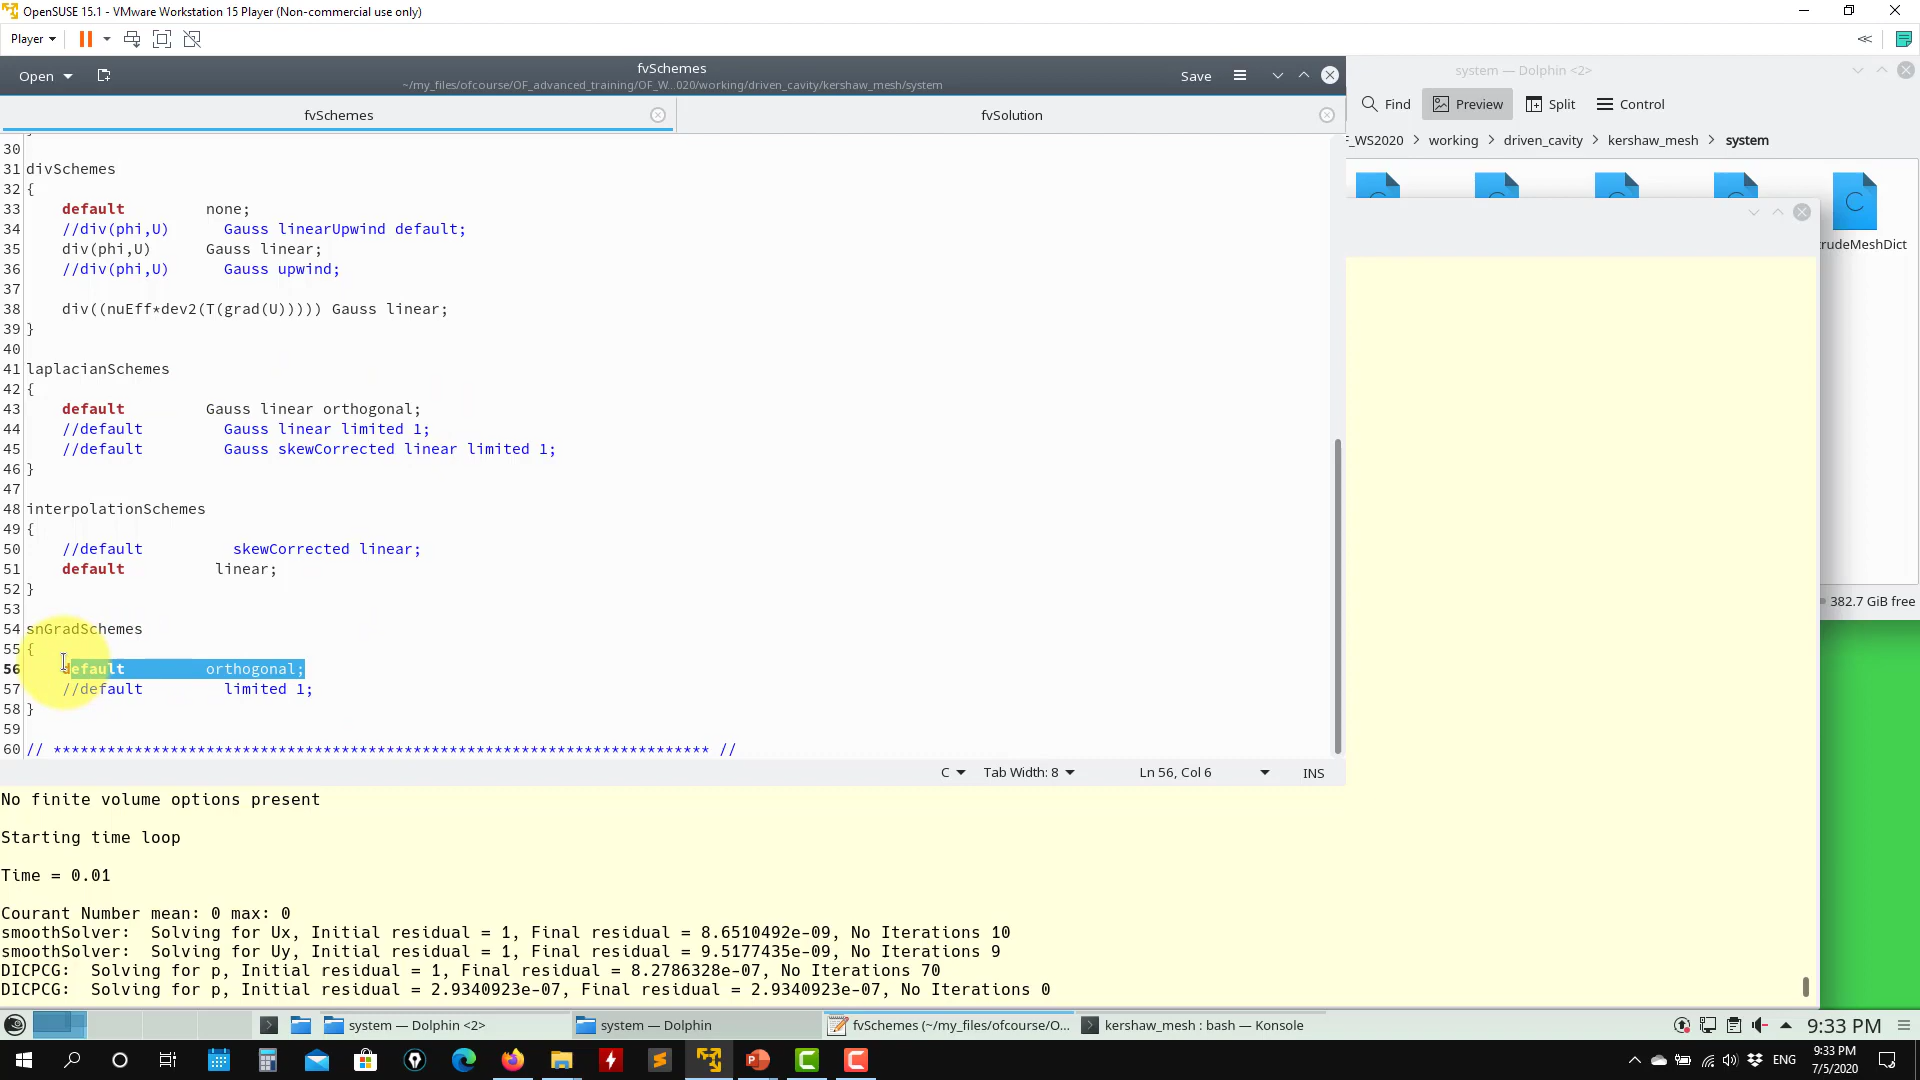 OpenSUSE 15.1 - VMware Workstation 15 Player (Non-commercial use only)
Player
Open
fvSchemes
~/my_files/ofcourse/OF_advanced_training/OF_W...020/working/driven_cavity/kershaw_mesh/system
Save
fvSchemes
fvSolution
30
31 divSchemes
32 {
33 default none;
34 //div(phi,U) Gauss linearUpwind default;
35 div(phi,U) Gauss linear;
36 //div(phi,U) Gauss upwind;
37
38 div((nuEff*dev2(T(grad(U))))) Gauss linear;
39 }
40
41 laplacianSchemes
42 {
43 default Gauss linear orthogonal;
44 //default Gauss linear limited 1;
45 //default Gauss skewCorrected linear limited 1;
46 }
47
48 interpolationSchemes
49 {
50 //default skewCorrected linear;
51 default linear;
52 }
53
54 snGradSchemes
55 {
56 default orthogonal;
57 //default limited 1;
58 }
59
60 // ************************************************************************* //
C
Tab Width: 8
Ln 56, Col 6
INS
system — Dolphin <2>
Find
Preview
Split
Control
F_WS2020 > working > driven_cavity > kershaw_mesh > system
rudeMeshDict
382.7 GiB free
No finite volume options present
Starting time loop
Time = 0.01
Courant Number mean: 0 max: 0
smoothSolver: Solving for Ux, Initial residual = 1, Final residual = 8.6510492e-09, No Iterations 10
smoothSolver: Solving for Uy, Initial residual = 1, Final residual = 9.5177435e-09, No Iterations 9
DICPCG: Solving for p, Initial residual = 1, Final residual = 8.2786328e-07, No Iterations 70
DICPCG: Solving for p, Initial residual = 2.9340923e-07, Final residual = 2.9340923e-07, No Iterations 0
system — Dolphin <2>
system — Dolphin
fvSchemes (~/my_files/ofcourse/O...
kershaw_mesh : bash — Konsole
9:33 PM
ENG
9:33 PM
7/5/2020